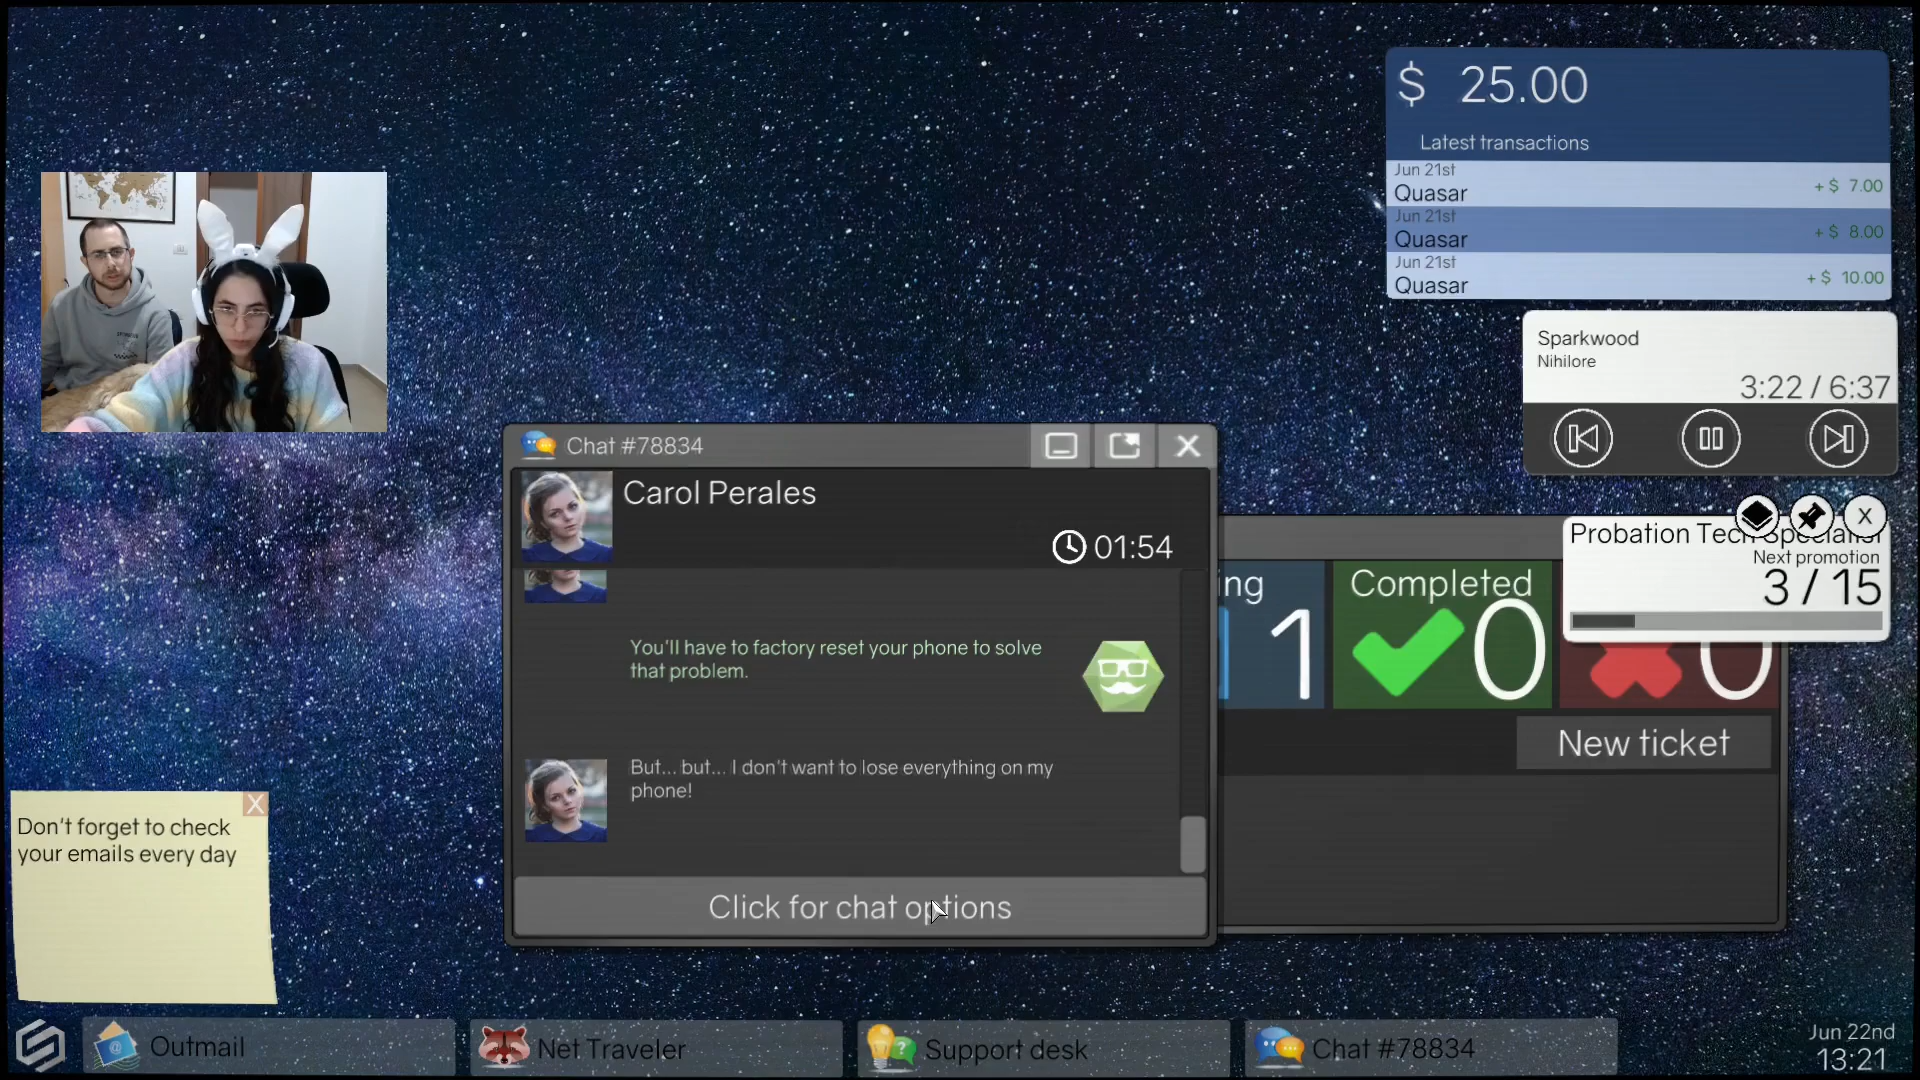 $ 25.00
Latest transactions
Jun 21st
Quasar
+ $ 7.00
Jun 21st
Quasar
+ $ 8.00
Jun 21st
Quasar
+ $ 10.00
Sparkwood
Nihilore
3:22 / 6:37
Chat #78834
Carol Perales
01:54
You'll have to factory reset your phone to solve
that problem.
But... but... I don't want to lose everything on my
phone!
Click for chat options
ing
1
Completed
0
0
New ticket
X
Probation Tech Specialist
Next promotion
3 / 15
X
Don't forget to check
your emails every day
Outmail
Net Traveler
Support desk
Chat #78834
Jun 22nd
13:21